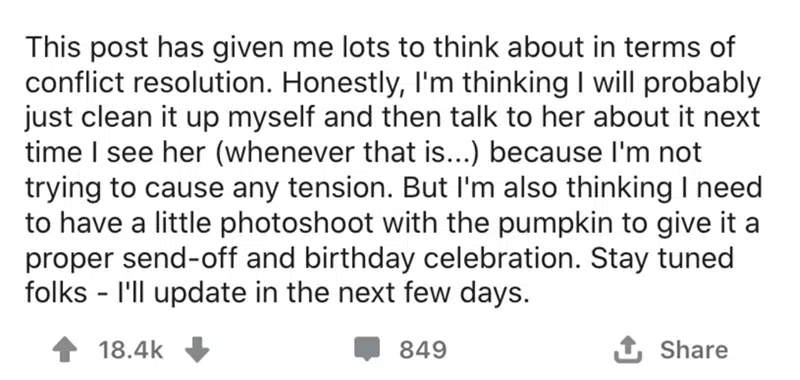 This post has given me lots to think about in terms of
conflict resolution. Honestly, I'm thinking I will probably
just clean it up myself and then talk to her about it next
time I see her (whenever that is...) because I'm not
trying to cause any tension. But I'm also thinking I need
to have a little photoshoot with the pumpkin to give it a
proper send-off and birthday celebration. Stay tuned
folks - I'll update in the next few days.
18.4k 849 Share